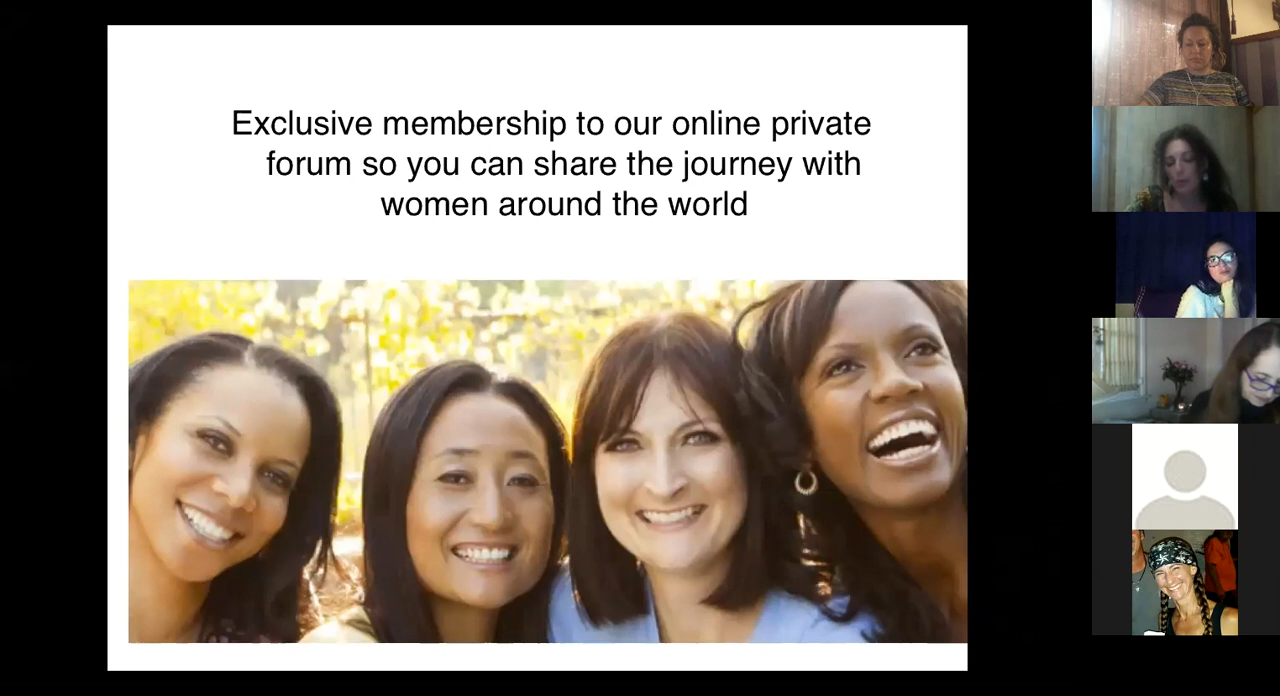 Exclusive membership to our online private
forum so you can share the journey with
women around the world